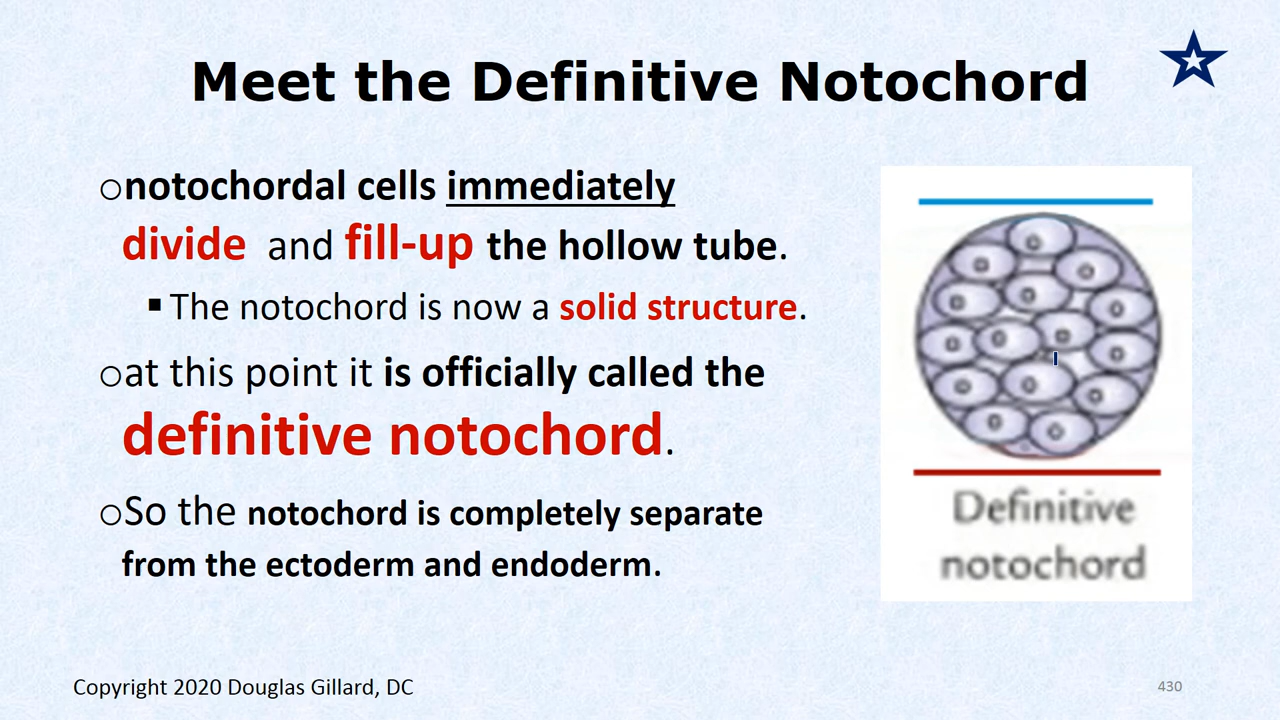 Meet the Definitive Notochord
○notochordal cells immediately
divide and fill-up the hollow tube.
▪ The notochord is now a solid structure.
○at this point it is officially called the
definitive notochord.
○So the notochord is completely separate
from the ectoderm and endoderm.
Definitive
notochord
Copyright 2020 Douglas Gillard, DC
430